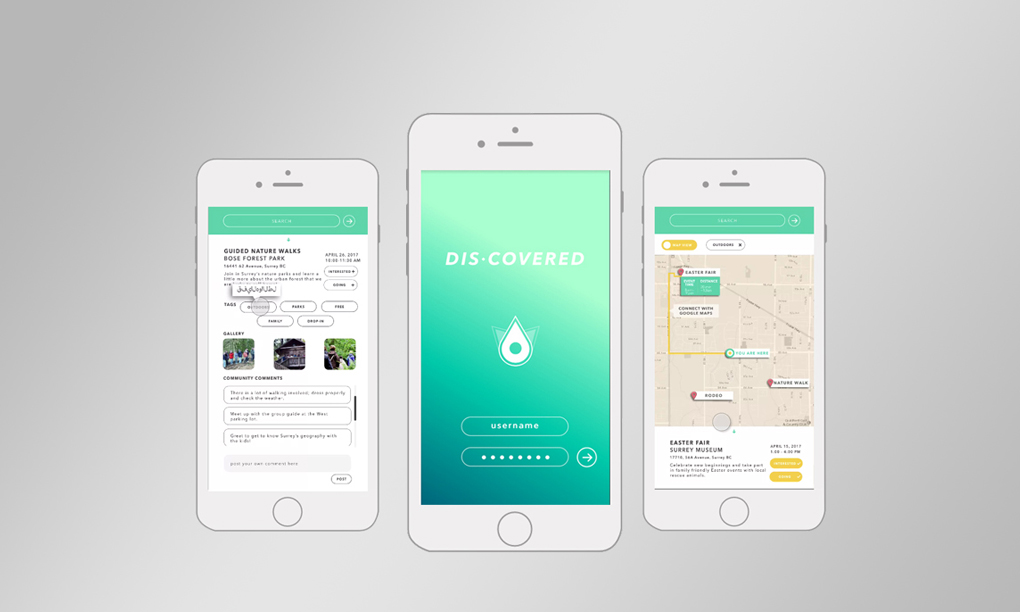 SEARCH
GUIDED NATURE WALKS
BOSE FOREST PARK
16441 62 Avenue, Surrey BC
APRIL 26, 2017
10:00-11:30 AM
Join in Surrey's nature parks and learn a
little more about the urban forest that we
INTERESTED +
GOING
TAGS
OUTDOORS
PARKS
FREE
FAMILY
DROP-IN
GALLERY
COMMUNITY COMMENTS
There is a lot of walking involved, dress properly
and check the weather.
Meet up with the group guide at the West
parking lot.
Great to get to know Surrey's geography with
the kids!
post your own comment here
POST
DIS·COVERED
username
SEARCH
OUTDOORS ×
EASTER FAIR
DISTANCE
CONNECT WITH
GOOGLE MAPS
YOU ARE HERE
NATURE WALK
RODEO
EASTER FAIR
SURREY MUSEUM
17710, 56A Avenue, Surrey BC
APRIL 15, 2017
1:00 - 4:00 PM
Celebrate new beginnings and take part
in family friendly Easter events with local
rescue animals.
INTERESTED